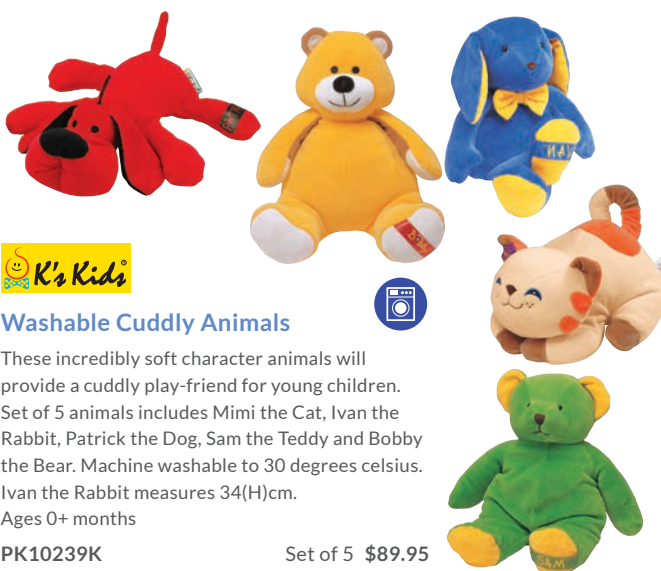 K's Kids
Washable Cuddly Animals
These incredibly soft character animals will
provide a cuddly play-friend for young children.
Set of 5 animals includes Mimi the Cat, Ivan the
Rabbit, Patrick the Dog, Sam the Teddy and Bobby
the Bear. Machine washable to 30 degrees celsius.
Ivan the Rabbit measures 34(H)cm.
Ages 0+ months
PK10239K Set of 5 $89.95
SAM